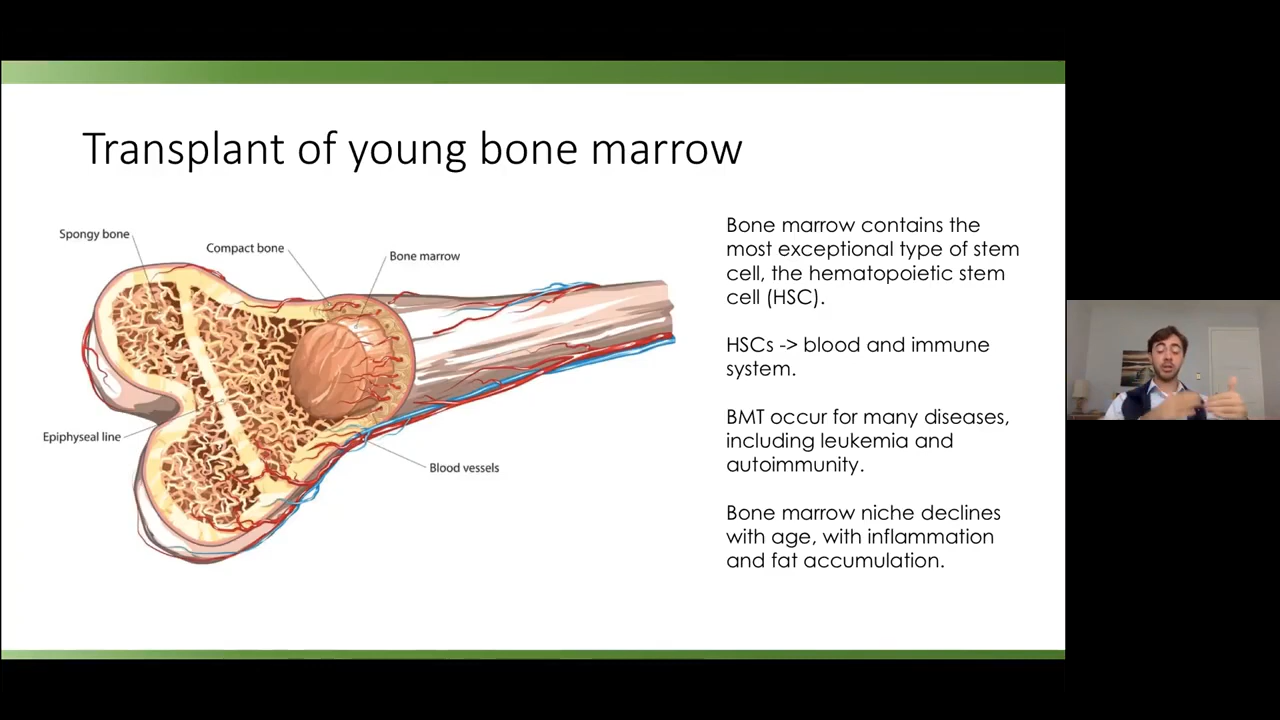 Transplant of young bone marrow
Spongy bone
Compact bone
Bone marrow
Epiphyseal line
Blood vessels
Bone marrow contains the
most exceptional type of stem
cell, the hematopoietic stem
cell (HSC).
HSCs -> blood and immune
system.
BMT occur for many diseases,
including leukemia and
autoimmunity.
Bone marrow niche declines
with age, with inflammation
and fat accumulation.